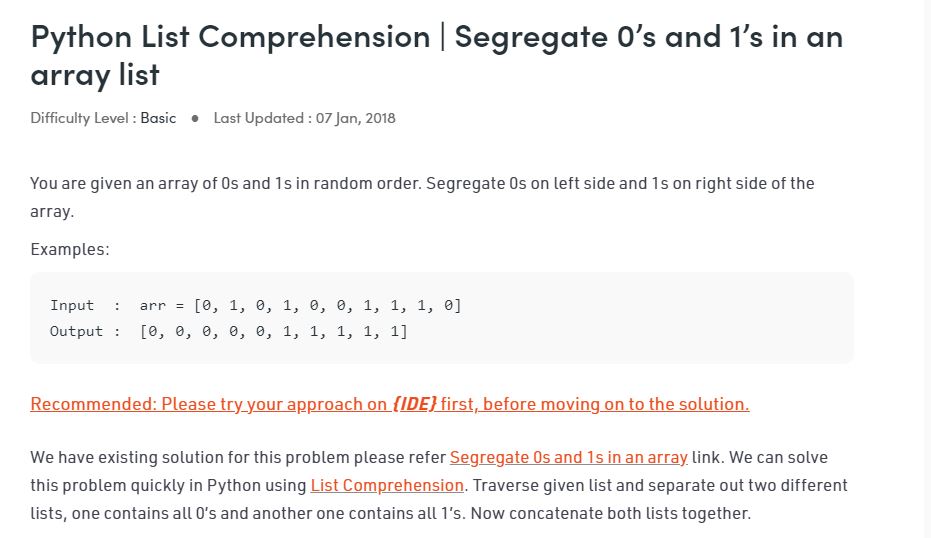 Python List Comprehension | Segregate 0’s and 1’s in an
array list
Difficulty Level : Basic ● Last Updated : 07 Jan, 2018
You are given an array of 0s and 1s in random order. Segregate 0s on left side and 1s on right side of the
array.
Examples:
Input  :  arr = [0, 1, 0, 1, 0, 0, 1, 1, 1, 0]
Output :  [0, 0, 0, 0, 0, 1, 1, 1, 1, 1]
Recommended: Please try your approach on {IDE} first, before moving on to the solution.
We have existing solution for this problem please refer Segregate 0s and 1s in an array link. We can solve
this problem quickly in Python using List Comprehension. Traverse given list and separate out two different
lists, one contains all 0’s and another one contains all 1’s. Now concatenate both lists together.